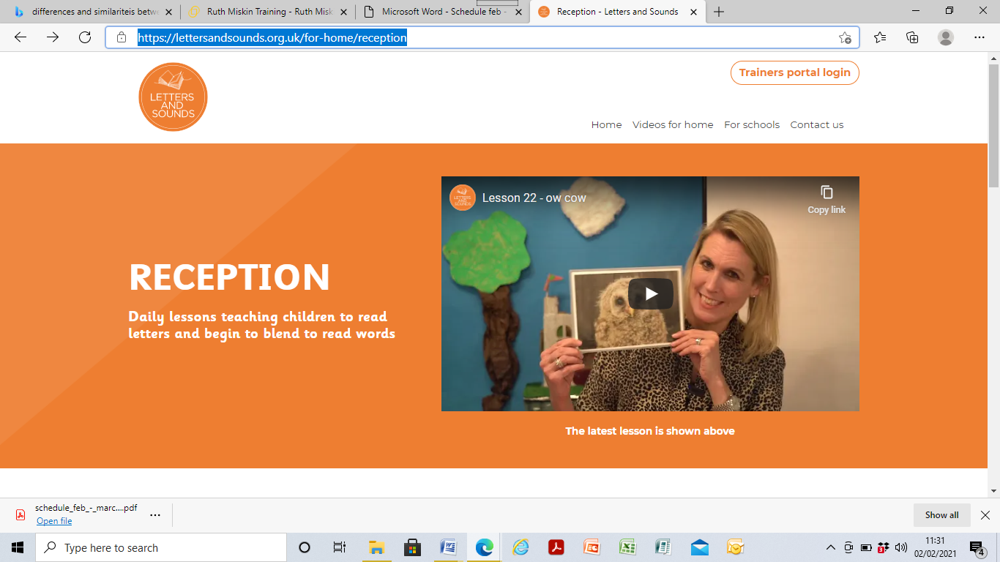 differences and similariteis betwe
Ruth Miskin Training - Ruth Misk
Microsoft Word - Schedule feb -
Reception - Letters and Sounds
https://lettersandsounds.org.uk/for-home/reception
LETTERS
AND
SOUNDS
Trainers portal login
Home Videos for home For schools Contact us
LETTERS
AND
SOUNDS
Lesson 22 - ow cow
Copy link
RECEPTION
Daily lessons teaching children to read
letters and begin to blend to read words
The latest lesson is shown above
schedule_feb_-_marc....pdf
Open file
Show all
Type here to search
3
11:31
02/02/2021
4